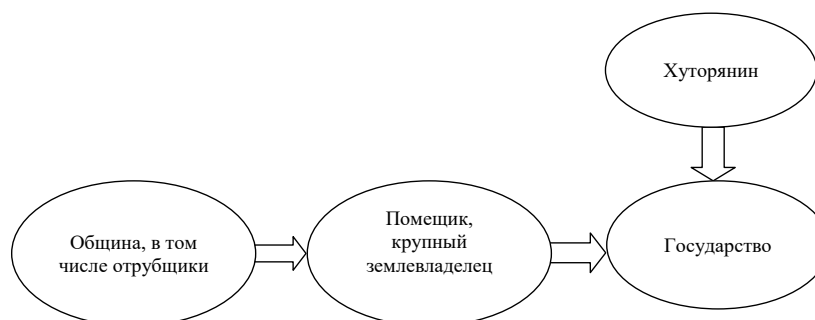 Хуторянин
Община, в том
числе отрубщики
Помещик,
крупный
землевладелец
Государство